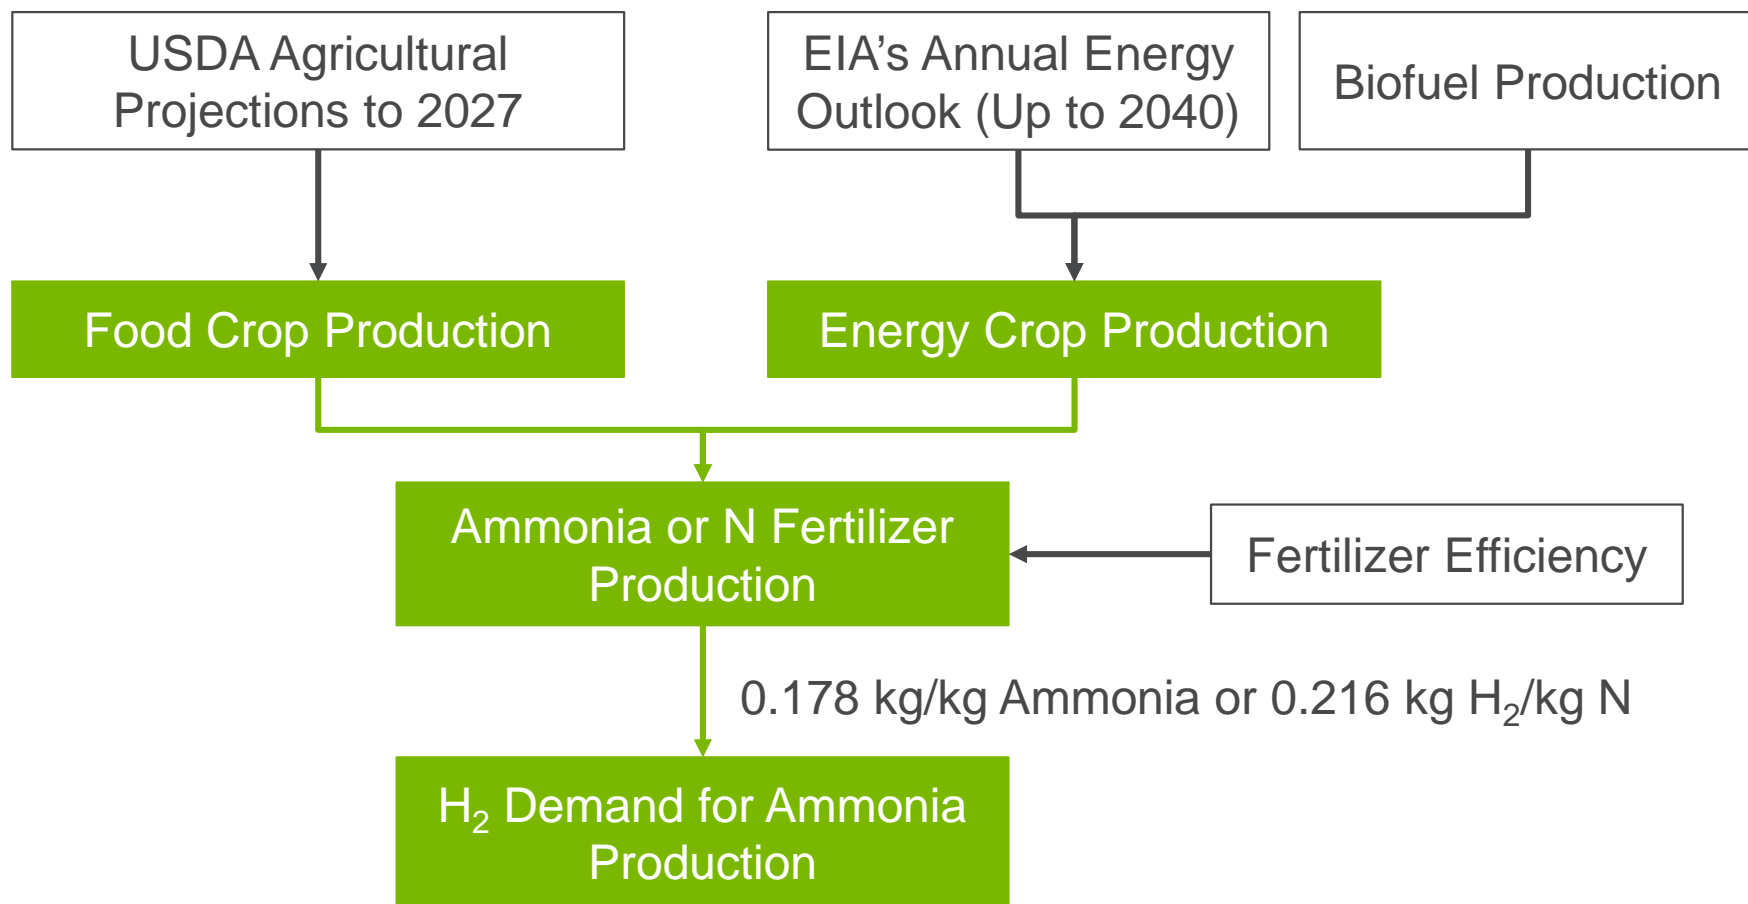 USDA Agricultural
Projections to 2027
EIA’s Annual Energy
Outlook (Up to 2040)
Biofuel Production
Food Crop Production
Energy Crop Production
Ammonia or N Fertilizer
Production
Fertilizer Efficiency
0.178 kg/kg Ammonia or 0.216 kg H₂/kg N
H₂ Demand for Ammonia
Production